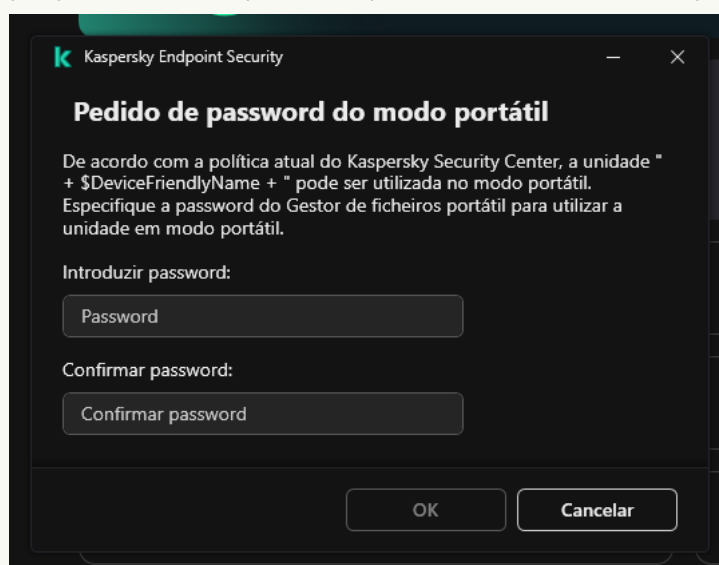 Kaspersky Endpoint Security
Pedido de password do modo portátil
De acordo com a política atual do Kaspersky Security Center, a unidade "
+ $DeviceFriendlyName + " pode ser utilizada no modo portátil.
Especifique a password do Gestor de ficheiros portátil para utilizar a
unidade em modo portátil.
Introduzir password:
Password
Confirmar password:
Confirmar password
OK
Cancelar